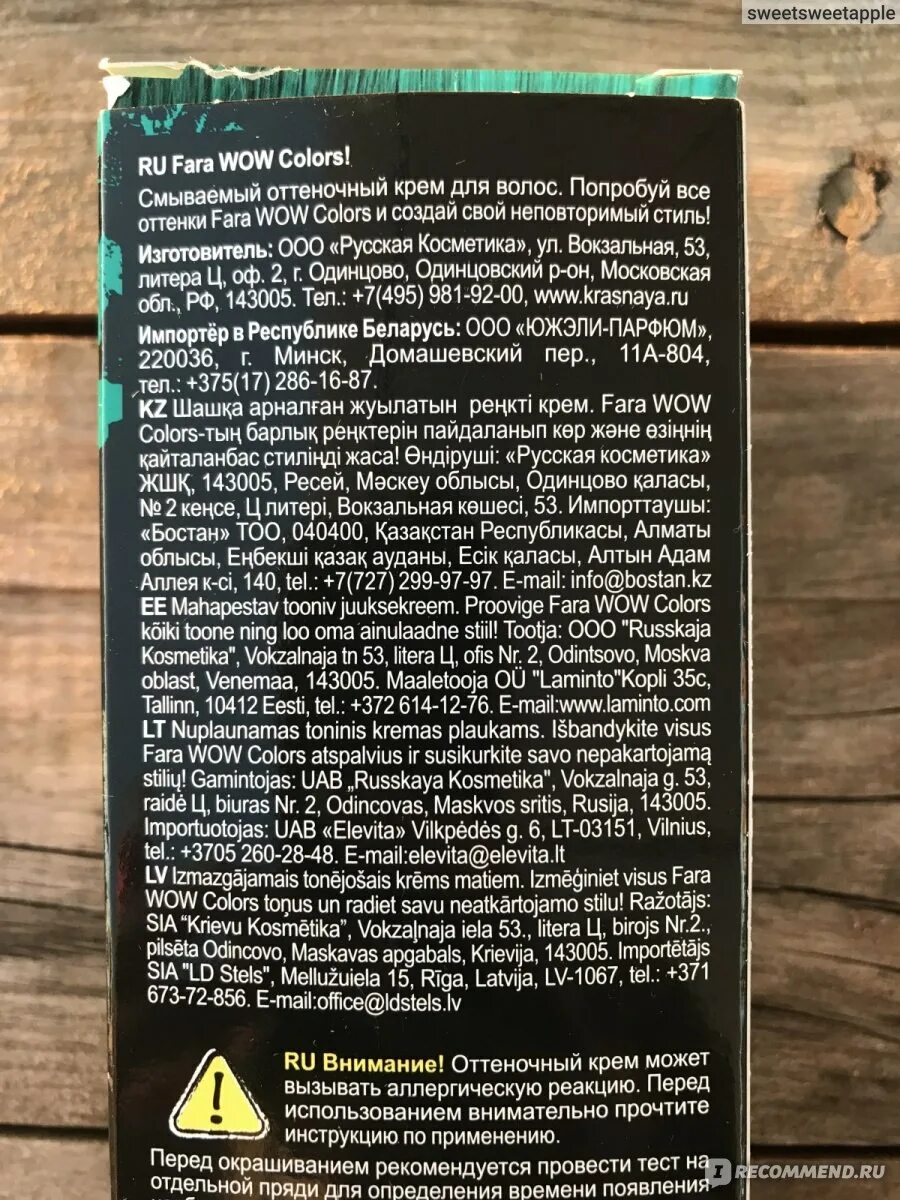 sweetsweetapple
RU Fara WOW Colors!
Смываемый оттеночный крем для волос. Попробуй все
оттенки Fara WOW Colors и создай свой неповторимый стиль!
Изготовитель: ООО «Русская Косметика», ул. Вокзальная, 53,
литера Ц, оф. 2, г. Одинцово, Одинцовский р-он, Московская
обл., РФ, 143005. Тел.: +7(495) 981-92-00, www.krasnaya.ru
Импортёр в Республике Беларусь: ООО «ЮЖЭЛИ-ПАРФЮМ»,
220036, г. Минск, Домашевский пер., 11А-804,
тел.: +375(17) 286-16-87.
KZ Шашқа арналған жуылатын реңкті крем. Fara WOW
Colors-тың барлық реңктерін пайдаланып көр және өзіңнің
қайталанбас стиліңді жаса! Өндіруші: «Русская косметика»
ЖШҚ, 143005, Ресей, Мәскеу облысы, Одинцово қаласы,
№ 2 кеңсе, Ц литері, Вокзальная көшесі, 53. Импорттаушы:
«Бостан» ТОО, 040400, Қазақстан Республикасы, Алматы
облысы, Еңбекші қазақ ауданы, Есік қаласы, Алтын Адам
Аллея к-сі, 140, tel.: +7(727) 299-97-97. E-mail: info@bostan.kz
EE Mahapestav tooniv juuksekreem. Proovige Fara WOW Colors
kõiki toone ning loo oma ainulaadne stiil! Tootja: OOO "Russkaja
Kosmetika", Vokzalnaja tn 53, litera Ц, ofis Nr. 2, Odintsovo, Moskva
oblast, Venemaa, 143005. Maaletooja OÜ "Laminto"Kopli 35c,
Tallinn, 10412 Eesti, tel.: +372 614-12-76. E-mail:www.laminto.com
LT Nuplaunamas toninis kremas plaukams. Išbandykite visus
Fara WOW Colors atspalvius ir susikurkite savo nepakartojamą
stilių! Gamintojas: UAB „Russkaya Kosmetika", Vokzalnaja g. 53,
raidė Ц, biuras Nr. 2, Odincovas, Maskvos sritis, Rusija, 143005.
Importuotojas: UAB «Elevita» Vilkpėdės g. 6, LT-03151, Vilnius,
tel.: +3705 260-28-48. E-mail:elevita@elevita.lt
LV Izmazgājamais tonējošais krēms matiem. Izmēģiniet visus Fara
WOW Colors toņus un radiet savu neatkārtojamo stilu! Ražotājs:
SIA “Krievu Kosmētika”, Vokzaļnaja iela 53., litera Ц, birojs Nr.2.,
pilsēta Odincovo, Maskavas apgabals, Krievija, 143005. Importētājs
SIA "LD Stels", Mellužuiela 15, Rīga, Latvija, LV-1067, tel.: +371
673-72-856. E-mail:office@ldstels.lv
RU Внимание! Оттеночный крем может
вызывать аллергическую реакцию. Перед
использованием внимательно прочтите
инструкцию по применению.
Перед окрашиванием рекомендуется провести тест на
отдельной пряди для определения времени появления
IRECOMMEND.RU